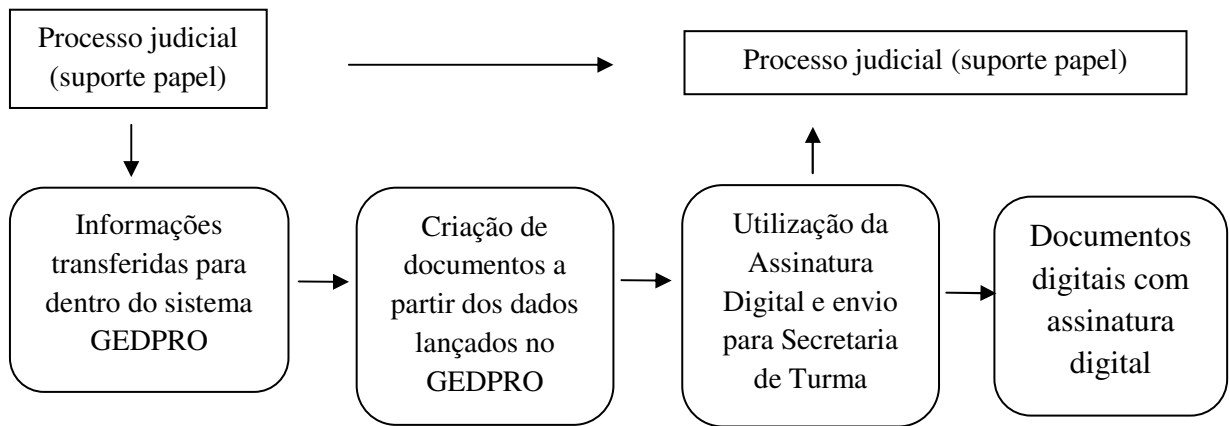 Processo judicial
(suporte papel)
Processo judicial (suporte papel)
Informações
transferidas para
dentro do sistema
GEDPRO
Criação de
documentos a
partir dos dados
lançados no
GEDPRO
Utilização da
Assinatura
Digital e envio
para Secretaria
de Turma
Documentos
digitais com
assinatura
digital